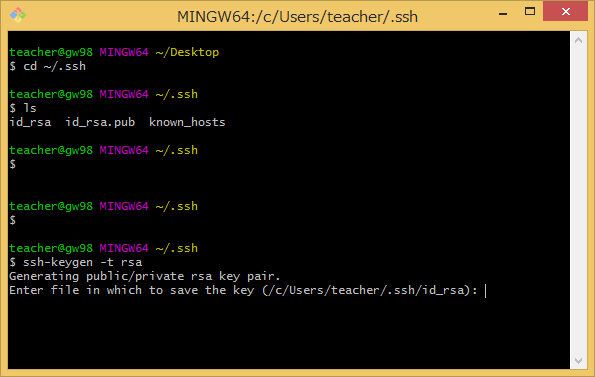 MINGW64:/c/Users/teacher/.ssh
teacher@gw98 MINGW64 ~/Desktop
$ cd ~/.ssh
teacher@gw98 MINGW64 ~/.ssh
$ ls
id_rsa  id_rsa.pub  known_hosts
teacher@gw98 MINGW64 ~/.ssh
$
teacher@gw98 MINGW64 ~/.ssh
$
teacher@gw98 MINGW64 ~/.ssh
$ ssh-keygen -t rsa
Generating public/private rsa key pair.
Enter file in which to save the key (/c/Users/teacher/.ssh/id_rsa):